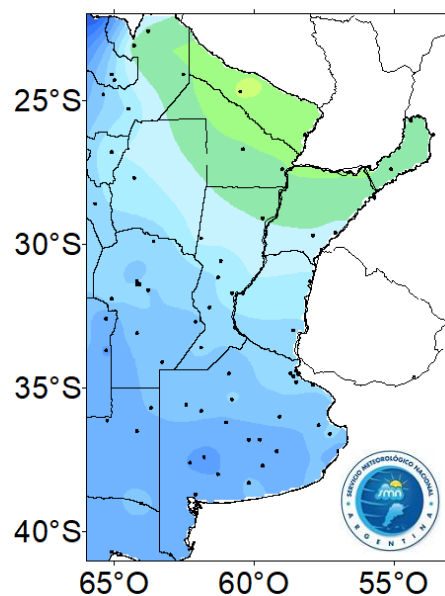 25°S
30°S
35°S
40°S
65°O
60°O
55°O
SERVICIO METEOROLÓGICO NACIONAL
smn
ARGENTINA